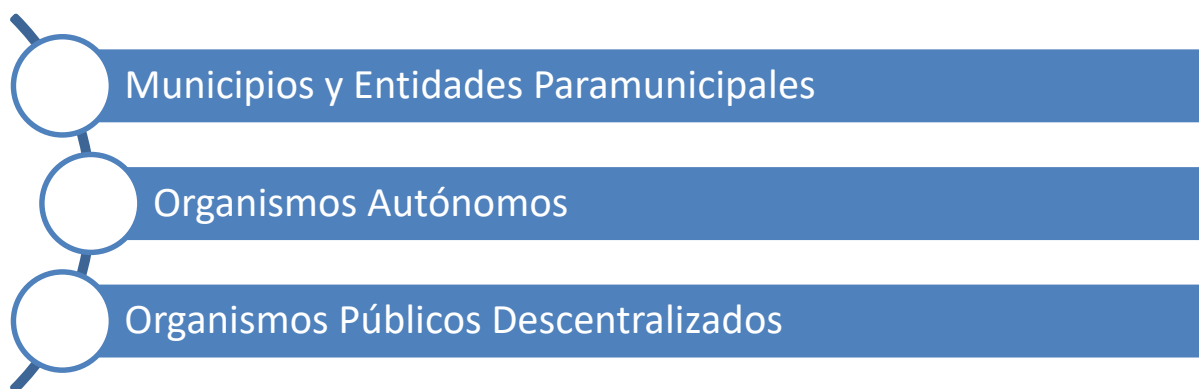 Municipios y Entidades Paramunicipales
Organismos Autónomos
Organismos Públicos Descentralizados